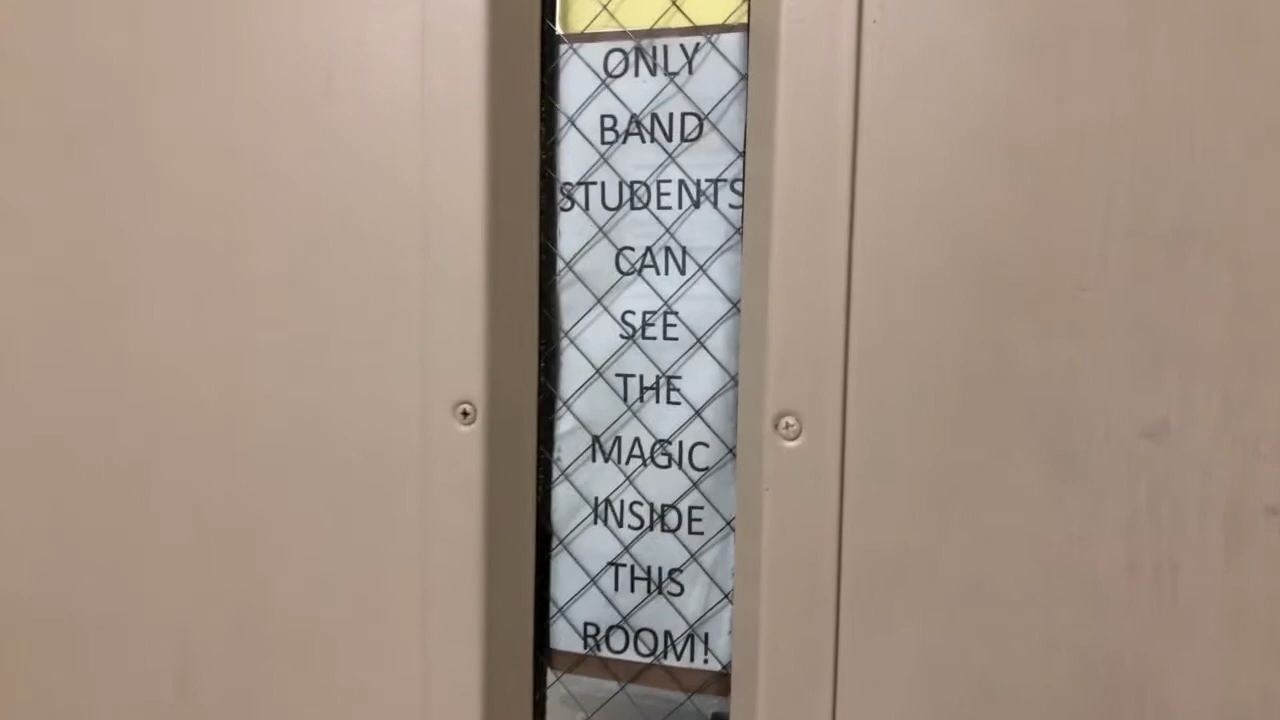 ONLY
BAND
STUDENTS
CAN
SEE
THE
MAGIC
INSIDE
THIS
ROOM!